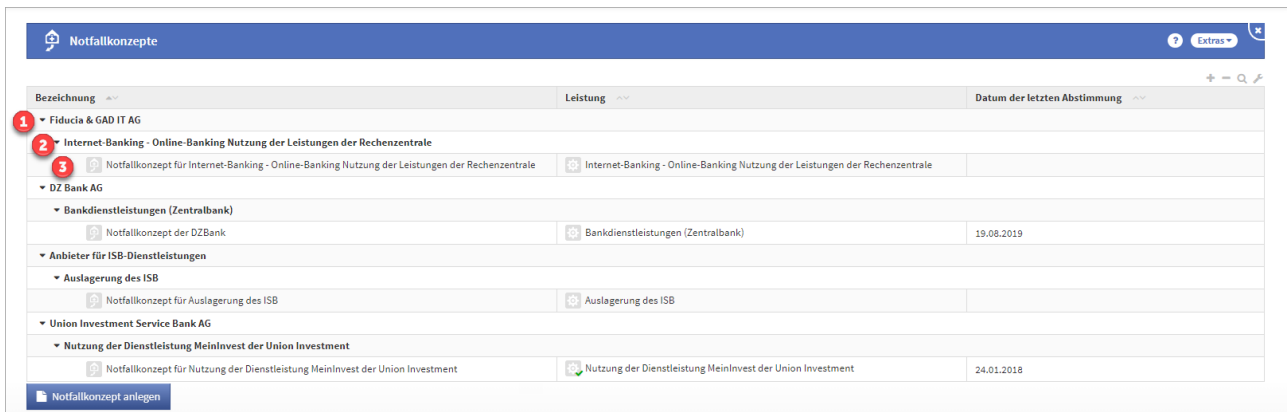 Notfallkonzepte ? Extras
Bezeichnung Leistung Datum der letzten Abstimmung
1 Fiducia & GAD IT AG
2 Internet-Banking - Online-Banking Nutzung der Leistungen der Rechenzentrale
3 Notfallkonzept für Internet-Banking - Online-Banking Nutzung der Leistungen der Rechenzentrale Internet-Banking - Online-Banking Nutzung der Leistungen der Rechenzentrale
DZ Bank AG
Bankdienstleistungen (Zentralbank)
Notfallkonzept der DZBank Bankdienstleistungen (Zentralbank) 19.08.2019
Anbieter für ISB-Dienstleistungen
Auslagerung des ISB
Notfallkonzept für Auslagerung des ISB Auslagerung des ISB
Union Investment Service Bank AG
Nutzung der Dienstleistung MeinInvest der Union Investment
Notfallkonzept für Nutzung der Dienstleistung MeinInvest der Union Investment Nutzung der Dienstleistung MeinInvest der Union Investment 24.01.2018
Notfallkonzept anlegen